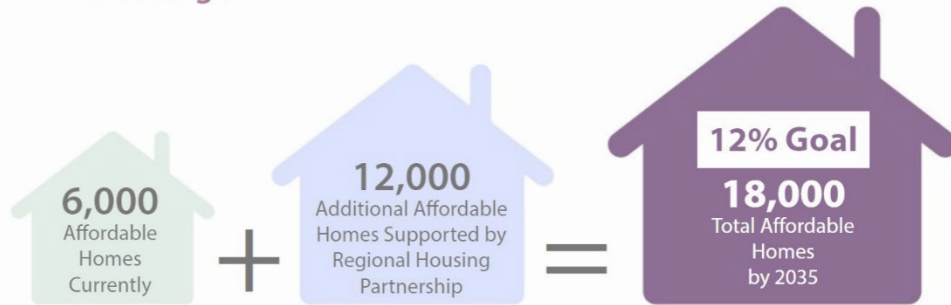 6,000
Affordable
Homes
Currently
+
12,000
Additional Affordable
Homes Supported by
Regional Housing
Partnership
=
12% Goal
18,000
Total Affordable
Homes
by 2035